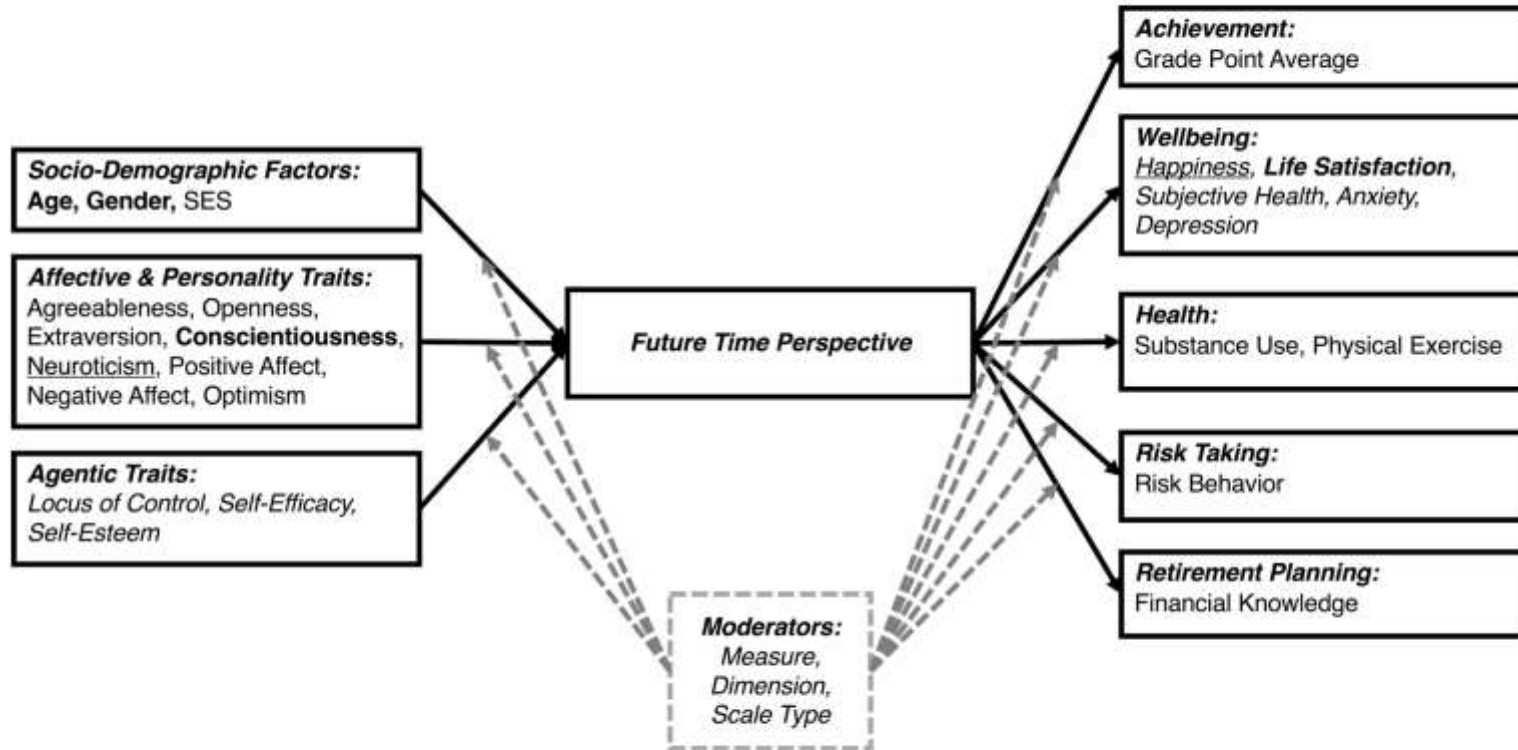 Socio-Demographic Factors:
Age, Gender, SES
Affective & Personality Traits:
Agreeableness, Openness,
Extraversion, Conscientiousness,
Neuroticism, Positive Affect,
Negative Affect, Optimism
Agentic Traits:
Locus of Control, Self-Efficacy,
Self-Esteem
Future Time Perspective
Moderators:
Measure,
Dimension,
Scale Type
Achievement:
Grade Point Average
Wellbeing:
Happiness, Life Satisfaction,
Subjective Health, Anxiety,
Depression
Health:
Substance Use, Physical Exercise
Risk Taking:
Risk Behavior
Retirement Planning:
Financial Knowledge